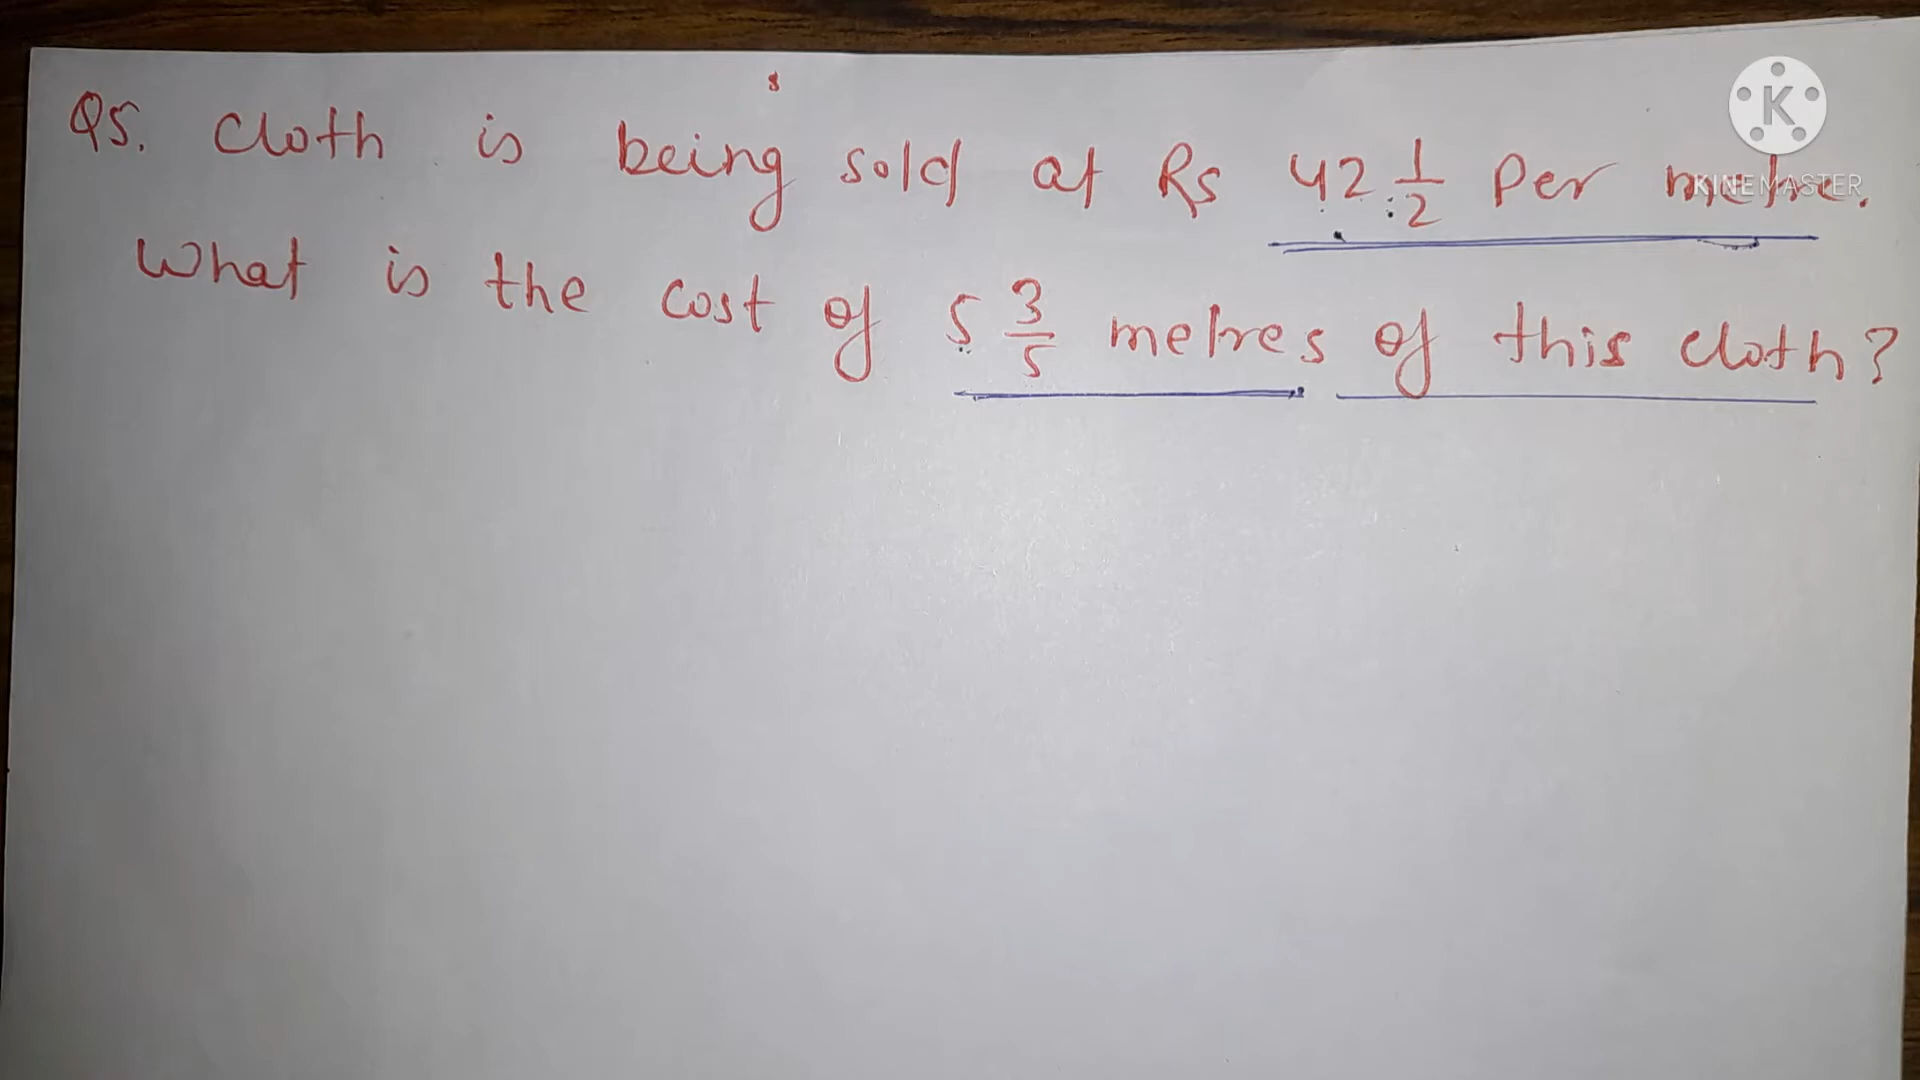 Q5. Cloth is being sold at Rs 42 1/2 Per metre.
What is the cost of 5 3/5 metres of this cloth?
K
KINEMASTER